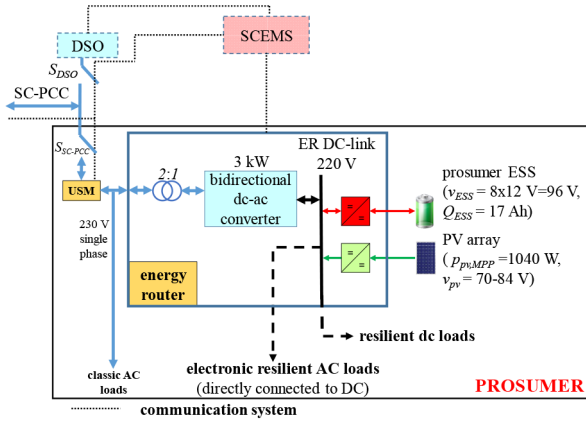 DSO
SCEMS
S_DSO
SC-PCC
S_SC-PCC
USM
230 V
single
phase
2:1
3 kW
bidirectional
dc-ac
converter
ER DC-link
220 V
=
=
=
=
prosumer ESS
(v_ESS = 8x12 V=96 V,
Q_ESS = 17 Ah)
PV array
( p_pv,MPP =1040 W,
v_pv = 70-84 V)
energy
router
resilient dc loads
classic AC
loads
electronic resilient AC loads
(directly connected to DC)
PROSUMER
communication system